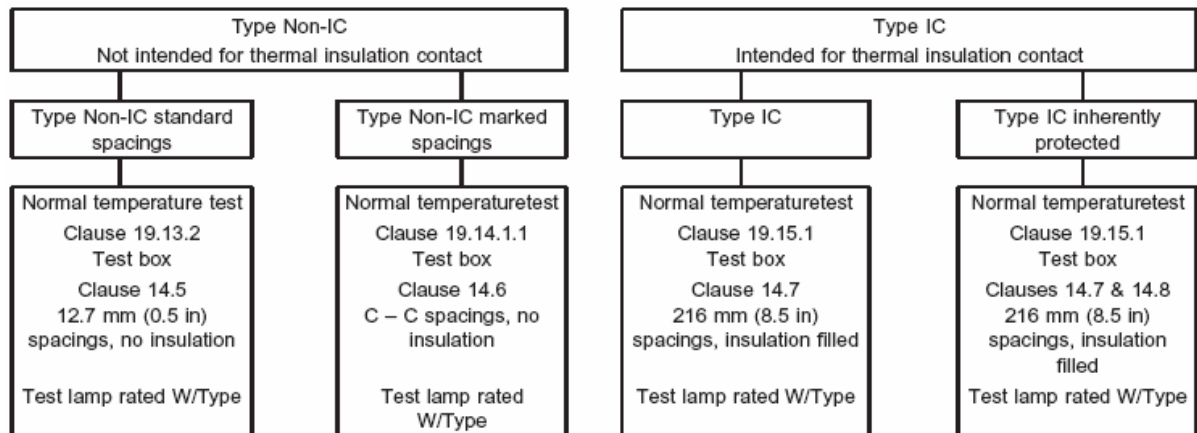 Type Non-IC
Not intended for thermal insulation contact
Type IC
Intended for thermal insulation contact
Type Non-IC standard
spacings
Type Non-IC marked
spacings
Type IC
Type IC inherently
protected
Normal temperature test
Clause 19.13.2
Test box
Clause 14.5
12.7 mm (0.5 in)
spacings, no insulation
Test lamp rated W/Type
Normal temperaturetest
Clause 19.14.1.1
Test box
Clause 14.6
C – C spacings, no
insulation
Test lamp rated
W/Type
Normal temperaturetest
Clause 19.15.1
Test box
Clause 14.7
216 mm (8.5 in)
spacings, insulation filled
Test lamp rated W/Type
Normal temperaturetest
Clause 19.15.1
Test box
Clauses 14.7 & 14.8
216 mm (8.5 in)
spacings, insulation
filled
Test lamp rated W/Type